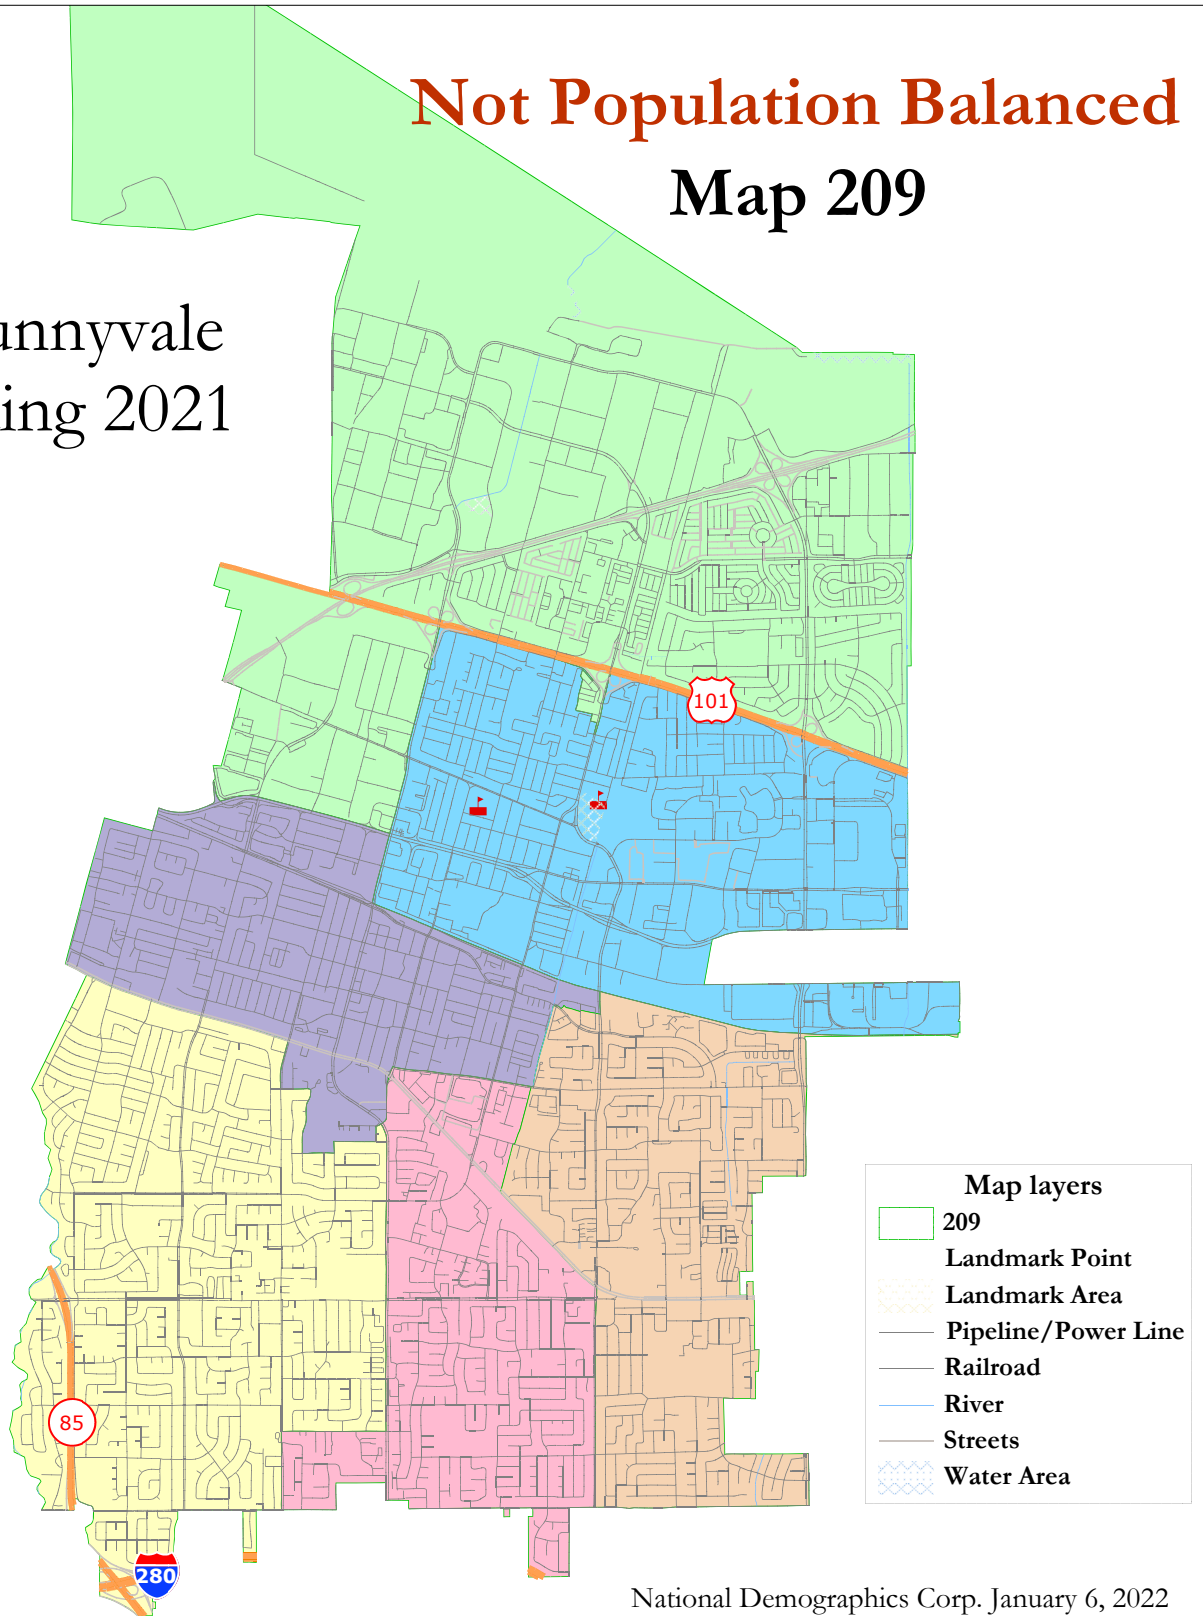 Not Population Balanced
Map 209
unnyvale
ing 2021
101
Map layers
209
Landmark Point
Landmark Area
Pipeline/Power Line
Railroad
River
Streets
Water Area
85
280
National Demographics Corp. January 6, 2022